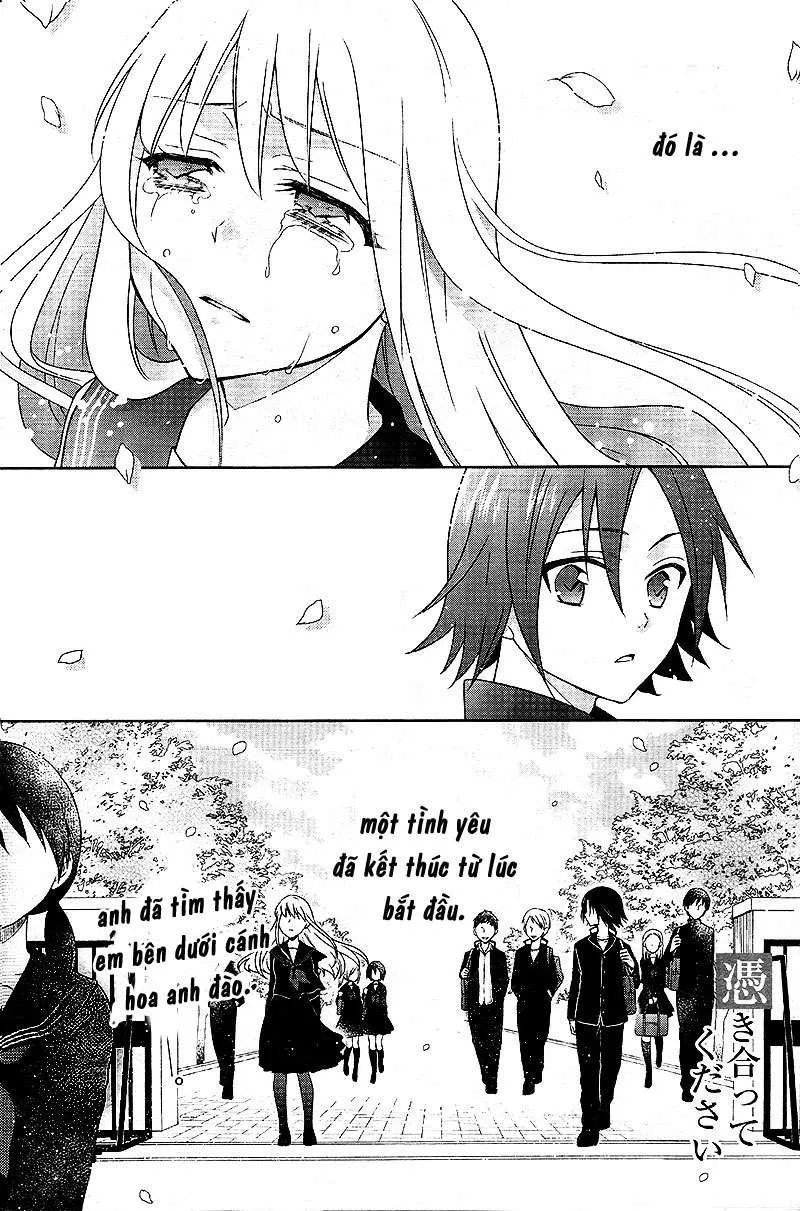 đó là ...
một tình yêu
đã kết thúc từ lúc
bắt đầu.
anh đã tìm thấy
em bên dưới cánh
hoa anh đào.
憑き合って
ください